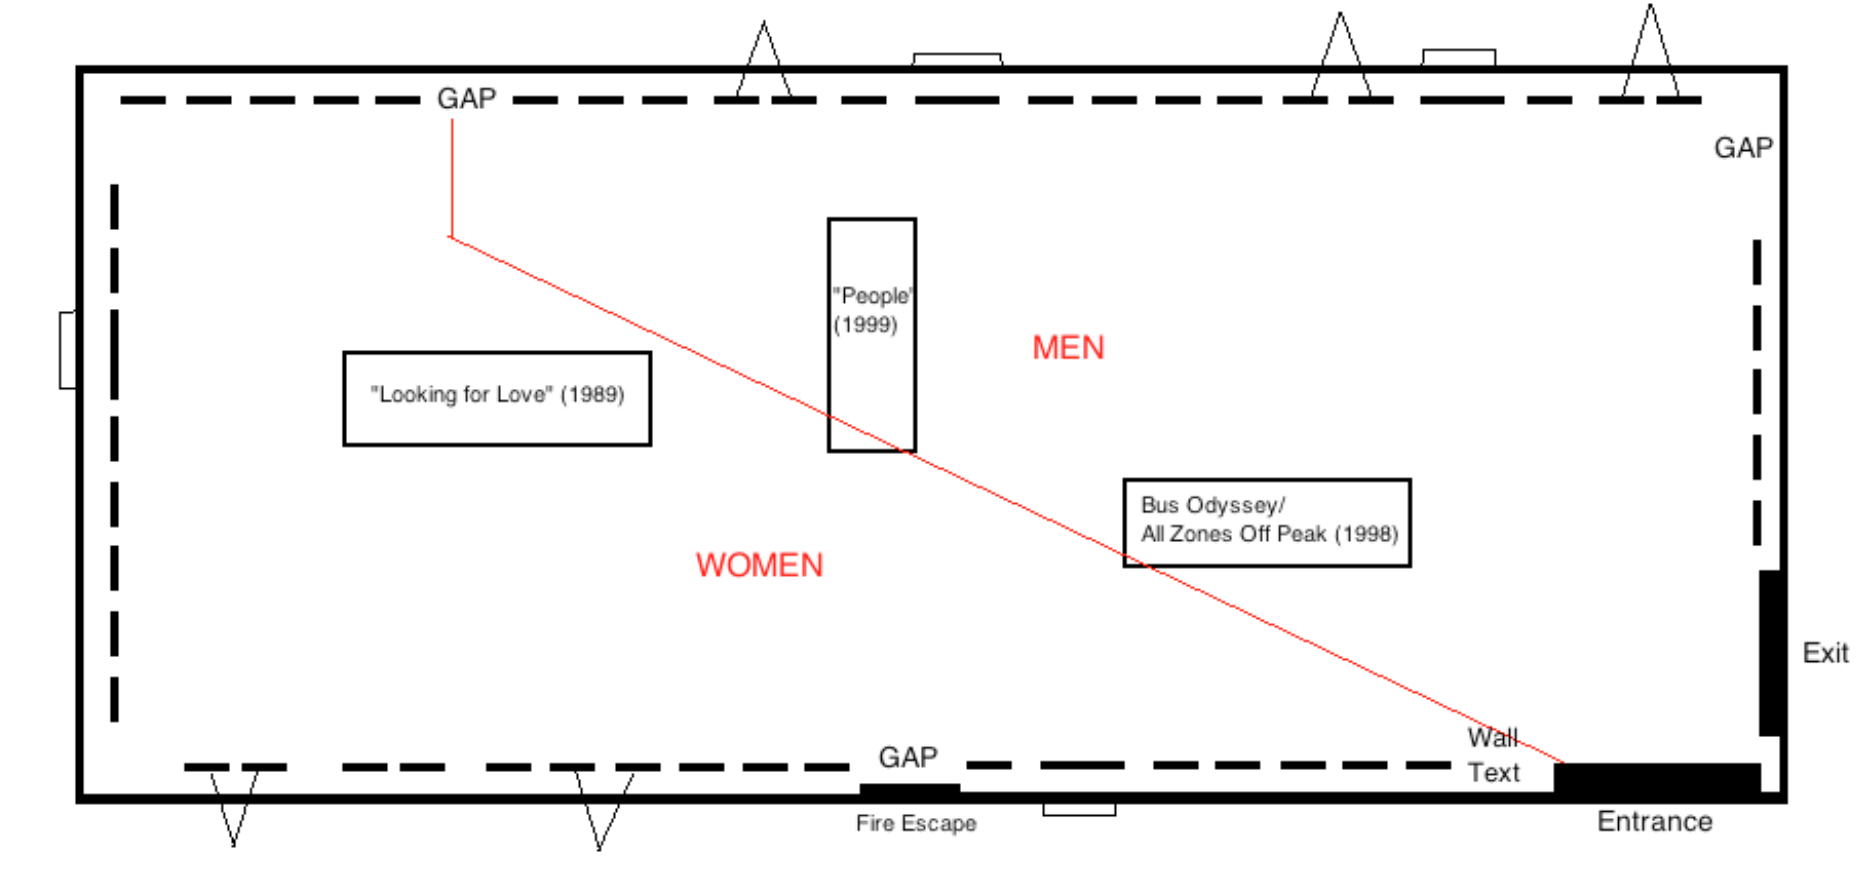 GAP
GAP
"People"
(1999)
MEN
"Looking for Love" (1989)
Bus Odyssey/
All Zones Off Peak (1998)
WOMEN
Exit
Wall
Text
GAP
Fire Escape
Entrance